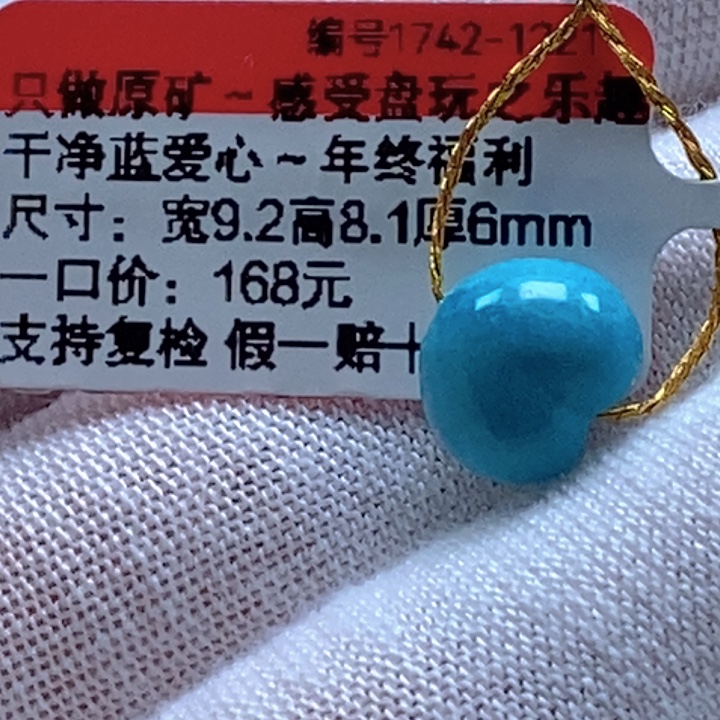 编号1742-1221
只做原矿~感受盘玩之乐趣
干净蓝爱心~年终福利
尺寸：宽9.2高8.1厚6mm
一口价：168元
支持复检 假一赔十